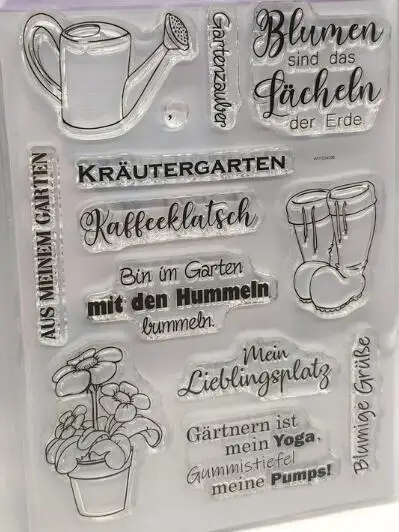 Gartenzauber
Blumen
sind das
Lächeln
der Erde.
KRÄUTERGARTEN
AUS MEINEM GARTEN
Kaffeeklatsch
Bin im Garten
mit den Hummeln
bummeln.
Mein
Lieblingsplatz
Blumige Grüße
Gärtnern ist
mein Yoga,
Gummistiefel
meine Pumps!